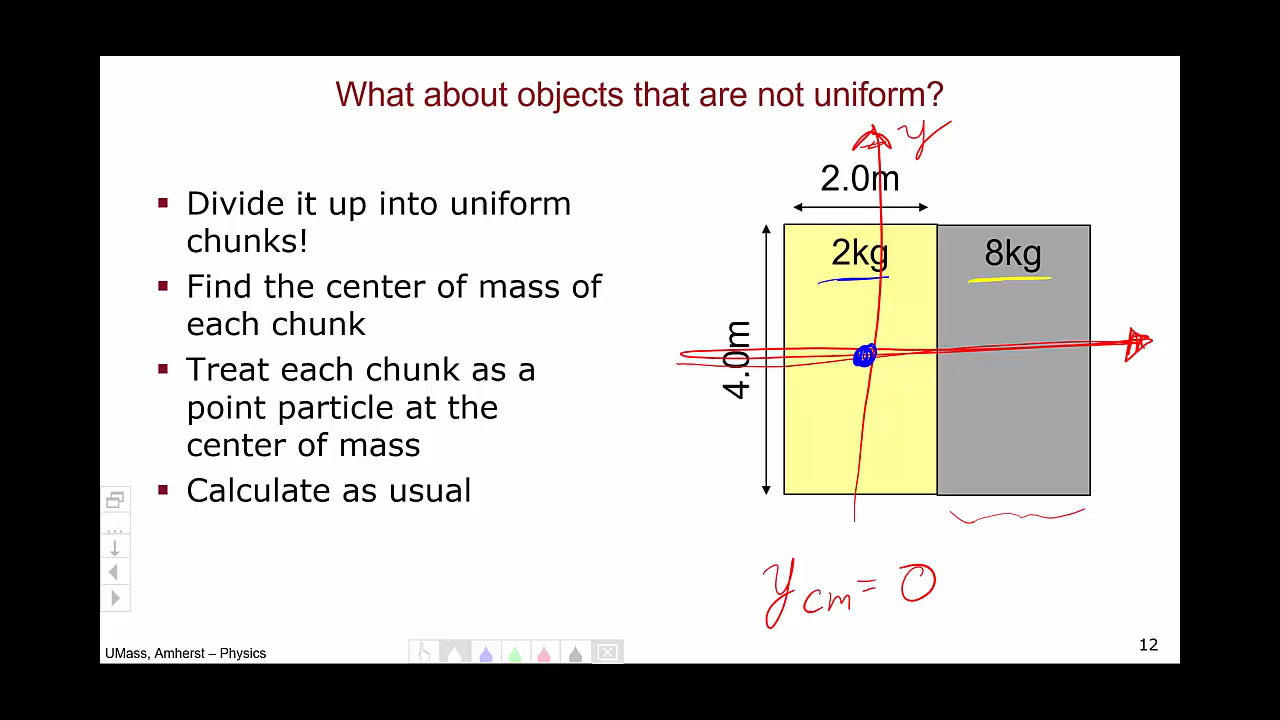 What about objects that are not uniform?
▪ Divide it up into uniform
chunks!
▪ Find the center of mass of
each chunk
▪ Treat each chunk as a
point particle at the
center of mass
▪ Calculate as usual
y
2.0m
2kg
8kg
4.0m
ycm = 0
UMass, Amherst – Physics
12